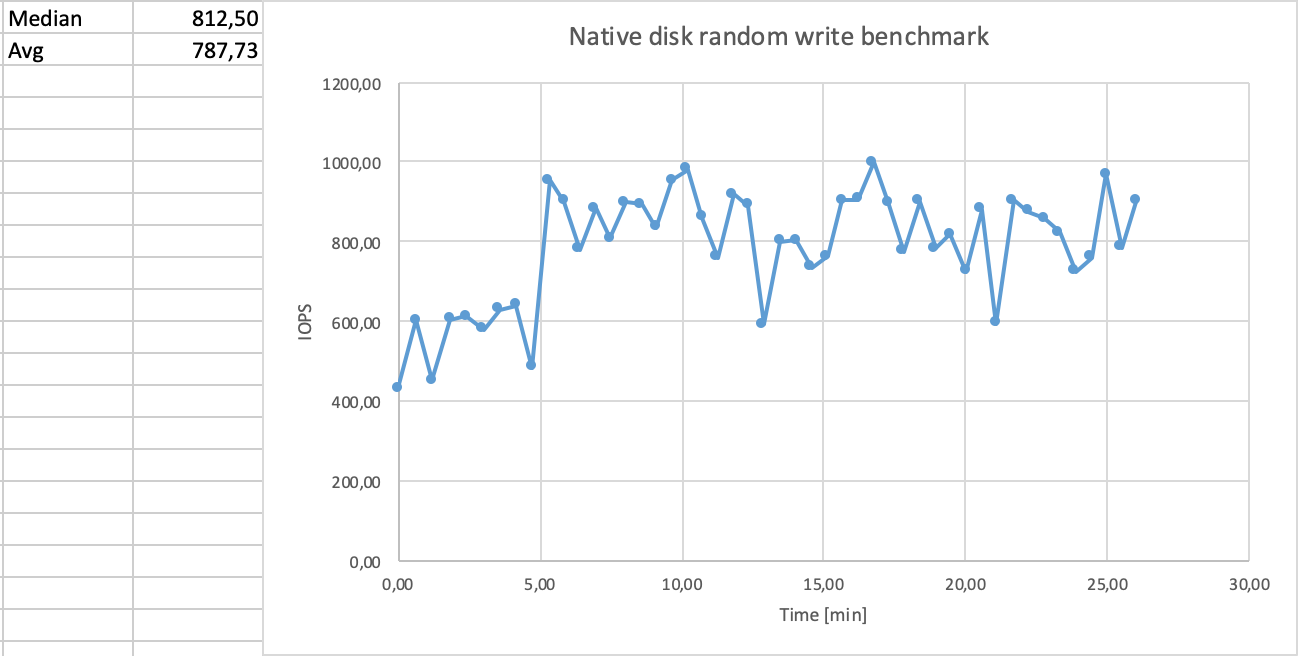 Median 812,50
Avg 787,73
Native disk random write benchmark
1200,00
1000,00
800,00
600,00
400,00
200,00
0,00
IOPS
0,00 5,00 10,00 15,00 20,00 25,00 30,00
Time [min]